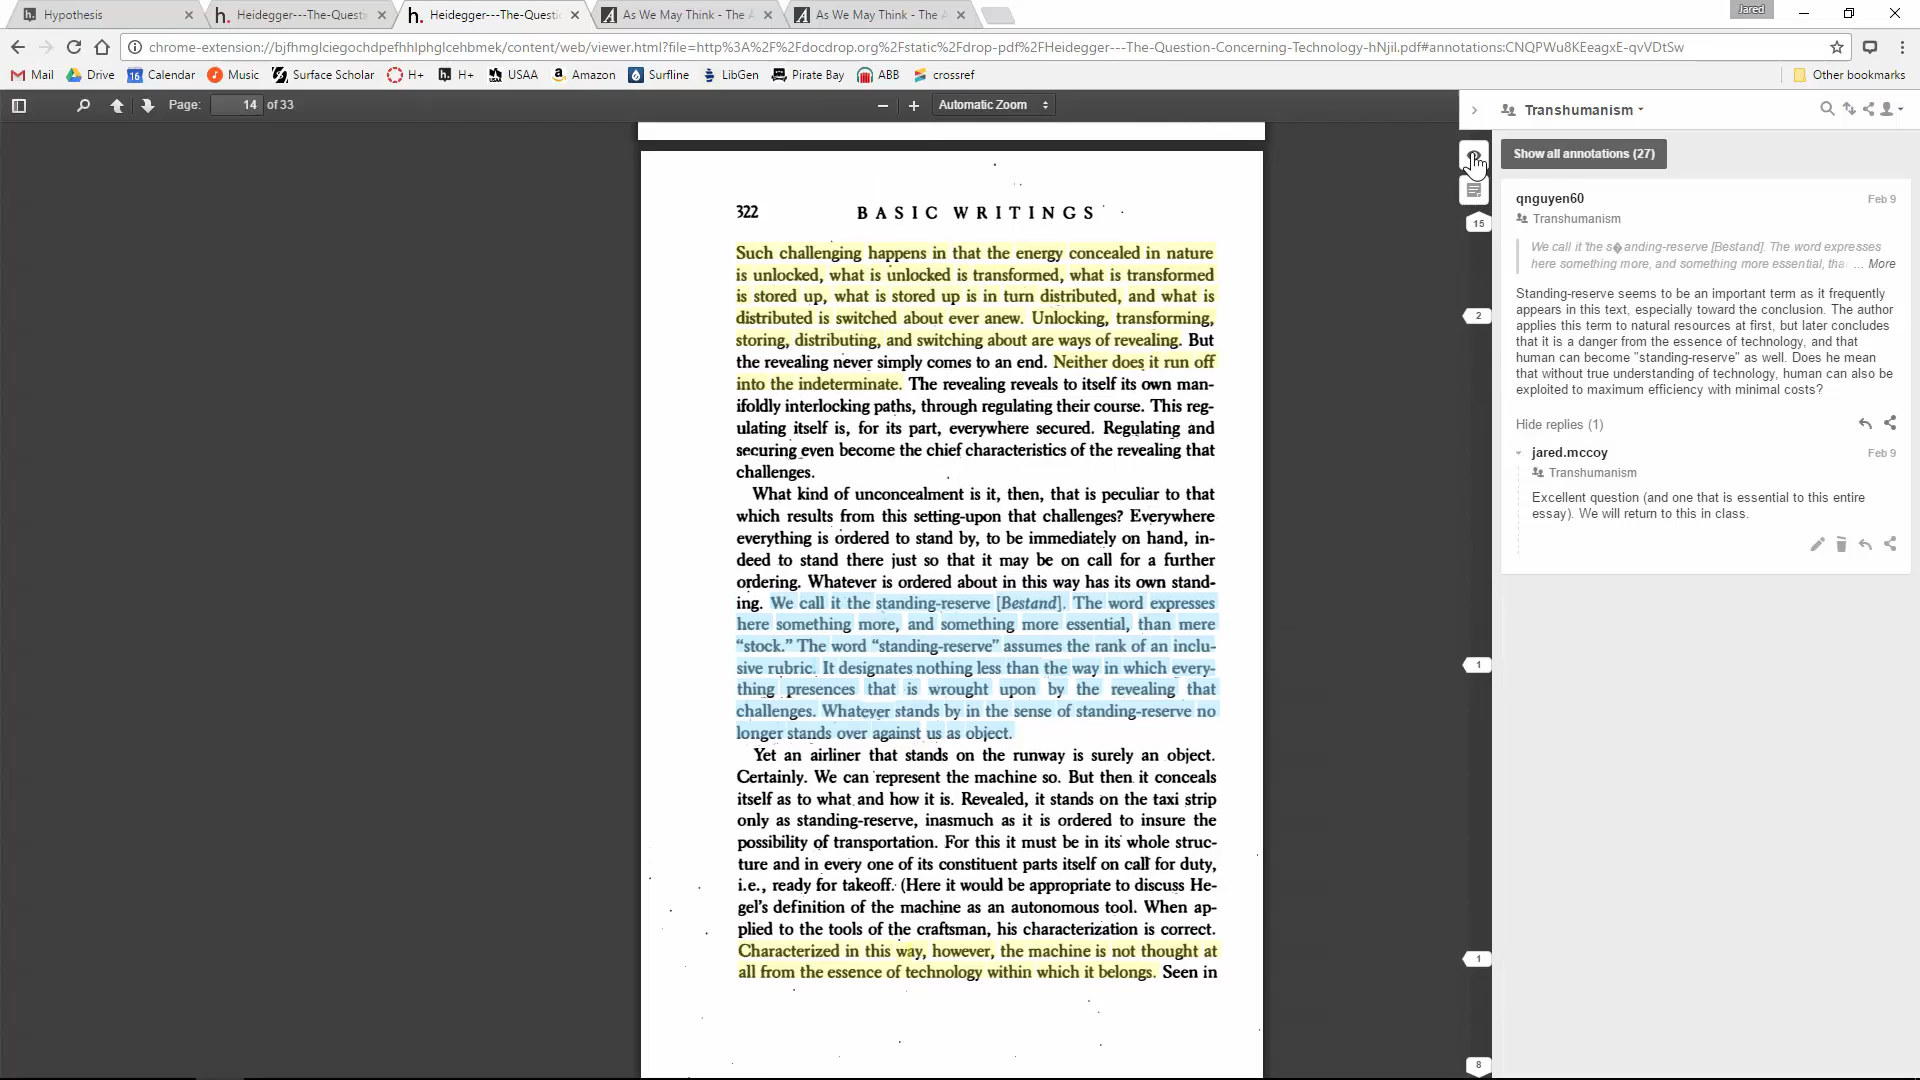 Hypothesis
Heidegger---The-Questi
Heidegger---The-Questi
As We May Think - The A
As We May Think - The A
Jared
chrome-extension://bjfhmglciegochdpefhhlphglcehbmek/content/web/viewer.html?file=http%3A%2F%2Fdocdrop.org%2Fstatic%2Fdrop-pdf%2FHeidegger---The-Question-Concerning-Technology-hNjil.pdf#annotations:CNQPWu8KEeagxE-qvVDtSw
Mail Drive Calendar Music Surface Scholar H+ H+ USAA Amazon Surfline LibGen Pirate Bay ABB crossref Other bookmarks
Page: 14 of 33
Automatic Zoom
322 BASIC WRITINGS
Such challenging happens in that the energy concealed in nature
is unlocked, what is unlocked is transformed, what is transformed
is stored up, what is stored up is in turn distributed, and what is
distributed is switched about ever anew. Unlocking, transforming,
storing, distributing, and switching about are ways of revealing. But
the revealing never simply comes to an end. Neither does it run off
into the indeterminate. The revealing reveals to itself its own man-
ifoldly interlocking paths, through regulating their course. This reg-
ulating itself is, for its part, everywhere secured. Regulating and
securing even become the chief characteristics of the revealing that
challenges.
What kind of unconcealment is it, then, that is peculiar to that
which results from this setting-upon that challenges? Everywhere
everything is ordered to stand by, to be immediately on hand, in-
deed to stand there just so that it may be on call for a further
ordering. Whatever is ordered about in this way has its own stand-
ing. We call it the standing-reserve [Bestand]. The word expresses
here something more, and something more essential, than mere
“stock.” The word “standing-reserve” assumes the rank of an inclu-
sive rubric. It designates nothing less than the way in which every-
thing presences that is wrought upon by the revealing that
challenges. Whatever stands by in the sense of standing-reserve no
longer stands over against us as object.
Yet an airliner that stands on the runway is surely an object.
Certainly. We can represent the machine so. But then it conceals
itself as to what and how it is. Revealed, it stands on the taxi strip
only as standing-reserve, inasmuch as it is ordered to insure the
possibility of transportation. For this it must be in its whole struc-
ture and in every one of its constituent parts itself on call for duty,
i.e., ready for takeoff. (Here it would be appropriate to discuss He-
gel's definition of the machine as an autonomous tool. When ap-
plied to the tools of the craftsman, his characterization is correct.
Characterized in this way, however, the machine is not thought at
all from the essence of technology within which it belongs. Seen in
15
2
1
1
8
Transhumanism
Show all annotations (27)
qnguyen60 Feb 9
Transhumanism
We call it 'the s�anding-reserve [Bestand]. The word expresses
here something more, and something more essential, tha ... More
Standing-reserve seems to be an important term as it frequently
appears in this text, especially toward the conclusion. The author
applies this term to natural resources at first, but later concludes
that it is a danger from the essence of technology, and that
human can become "standing-reserve" as well. Does he mean
that without true understanding of technology, human can also be
exploited to maximum efficiency with minimal costs?
Hide replies (1)
jared.mccoy Feb 9
Transhumanism
Excellent question (and one that is essential to this entire
essay). We will return to this in class.